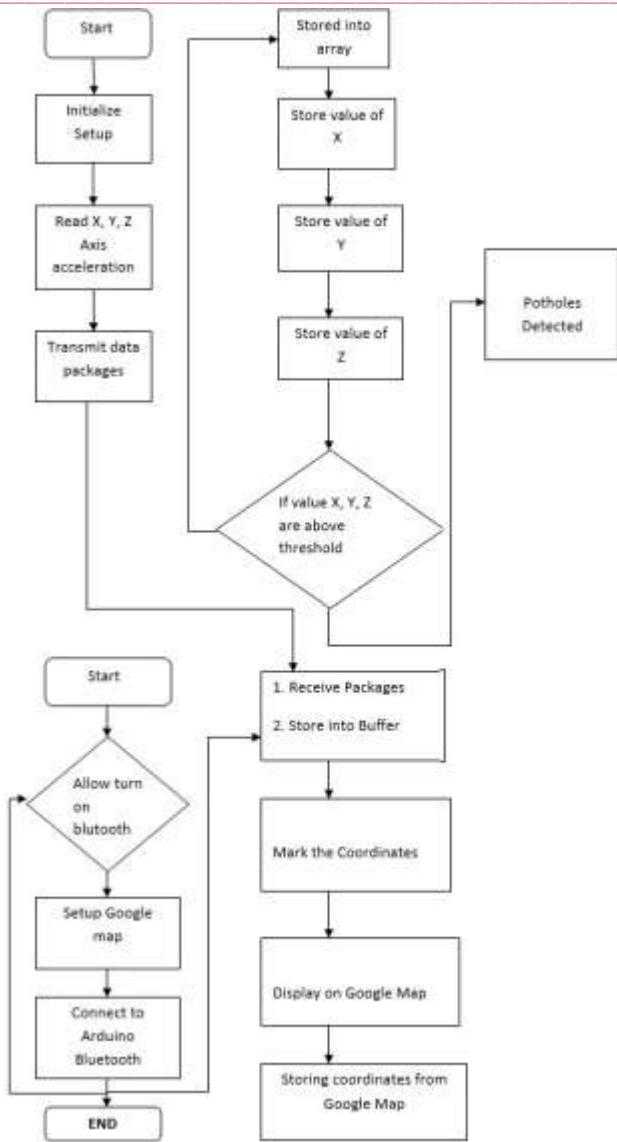 Start
Initialize
Setup
Read X, Y, Z
Axis
acceleration
Transmit data
packages
Stored into
array
Store value of
X
Store value of
Y
Store value of
Z
If value X, Y, Z
are above
threshold
Potholes
Detected
Start
Allow turn
on
blutooth
Setup Google
map
Connect to
Arduino
Bluetooth
END
1. Receive Packages
2. Store into Buffer
Mark the Coordinates
Display on Google Map
Storing coordinates from
Google Map